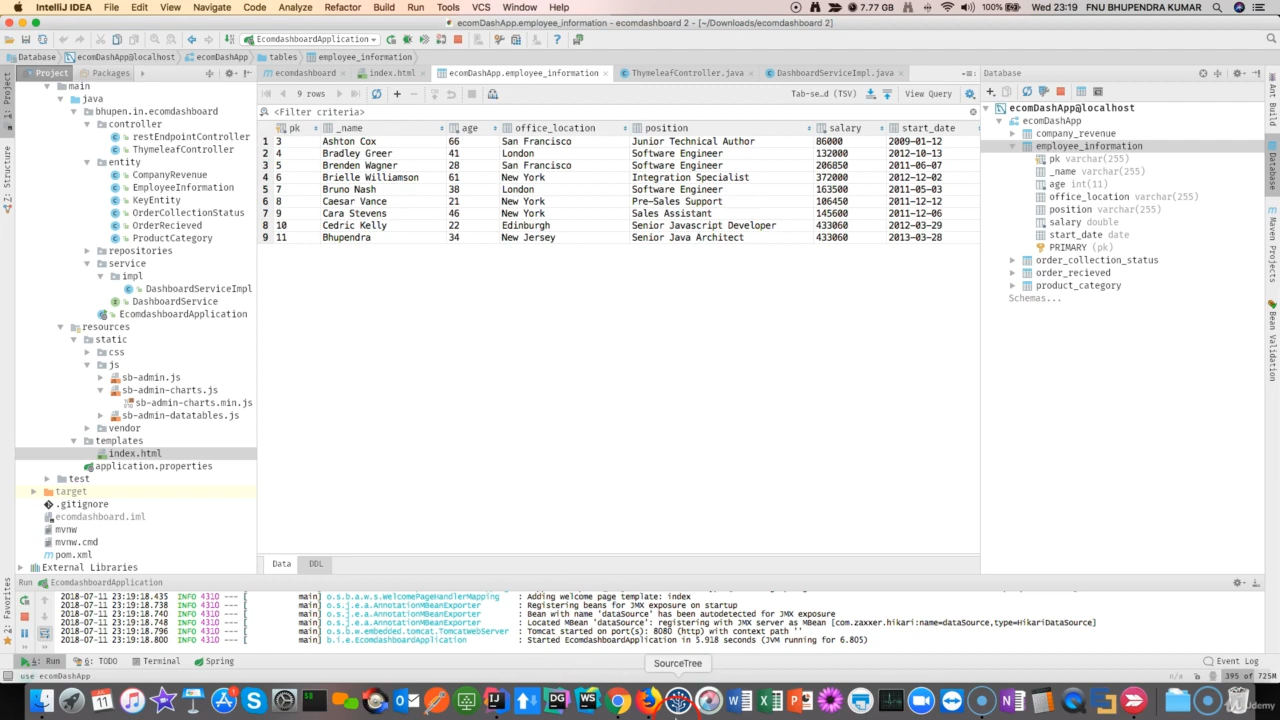 IntelliJ IDEA File Edit View Navigate Code Analyze Refactor Build Run Tools VCS Window Help 7.77 GB 100% Wed 23:19 FNU BHUPENDRA KUMAR
ecomDashApp.employee_information - ecomdashboard 2 - [~/Downloads/ecomdashboard 2]
EcomdashboardApplication
Database ecomDashApp@localhost ecomDashApp tables employee_information
Project Packages ecomdashboard index.html ecomDashApp.employee_information ThymeleafController.java DashboardServiceImpl.java Database
9 rows Tab-se…d (TSV) View Query
<Filter criteria>
pk _name age office_location position salary start_date
1 3 Ashton Cox 66 San Francisco Junior Technical Author 86000 2009-01-12
2 4 Bradley Greer 41 London Software Engineer 132000 2012-10-13
3 5 Brenden Wagner 28 San Francisco Software Engineer 206850 2011-06-07
4 6 Brielle Williamson 61 New York Integration Specialist 372000 2012-12-02
5 7 Bruno Nash 38 London Software Engineer 163500 2011-05-03
6 8 Caesar Vance 21 New York Pre-Sales Support 106450 2011-12-12
7 9 Cara Stevens 46 New York Sales Assistant 145600 2011-12-06
8 10 Cedric Kelly 22 Edinburgh Senior Javascript Developer 433060 2012-03-29
9 11 Bhupendra 34 New Jersey Senior Java Architect 433060 2013-03-28
main
java
bhupen.in.ecomdashboard
controller
restEndpointController
ThymeleafController
entity
CompanyRevenue
EmployeeInformation
KeyEntity
OrderCollectionStatus
OrderRecieved
ProductCategory
repositories
service
impl
DashboardServiceImpl
DashboardService
EcomdashboardApplication
resources
static
css
js
sb-admin.js
sb-admin-charts.js
sb-admin-charts.min.js
sb-admin-datatables.js
vendor
templates
index.html
application.properties
test
target
.gitignore
ecomdashboard.iml
mvnw
mvnw.cmd
pom.xml
External Libraries
ecomDashApp@localhost
ecomDashApp
company_revenue
employee_information
pk varchar(255)
_name varchar(255)
age int(11)
office_location varchar(255)
position varchar(255)
salary double
start_date date
PRIMARY (pk)
order_collection_status
order_recieved
product_category
Schemas...
1: Project
7: Structure
2: Favorites
Ant Build
Database
Maven Projects
Bean Validation
Data DDL
Run EcomdashboardApplication
2018-07-11 23:19:18.435 INFO 4310 --- [ main] o.s.b.a.w.s.WelcomePageHandlerMapping : Adding welcome page template: index
2018-07-11 23:19:18.738 INFO 4310 --- [ main] o.s.j.e.a.AnnotationMBeanExporter : Registering beans for JMX exposure on startup
2018-07-11 23:19:18.740 INFO 4310 --- [ main] o.s.j.e.a.AnnotationMBeanExporter : Bean with name 'dataSource' has been autodetected for JMX exposure
2018-07-11 23:19:18.748 INFO 4310 --- [ main] o.s.j.e.a.AnnotationMBeanExporter : Located MBean 'dataSource': registering with JMX server as MBean [com.zaxxer.hikari:name=dataSource,type=HikariDataSource]
2018-07-11 23:19:18.796 INFO 4310 --- [ main] o.s.b.w.embedded.tomcat.TomcatWebServer : Tomcat started on port(s): 8080 (http) with context path ''
2018-07-11 23:19:18.800 INFO 4310 --- [ main] b.i.e.EcomdashboardApplication : Started EcomdashboardApplication in 5.918 seconds (JVM running for 6.805)
4: Run 6: TODO Terminal Spring SourceTree Event Log
use ecomDashApp n/a 395 of 725M
Udemy